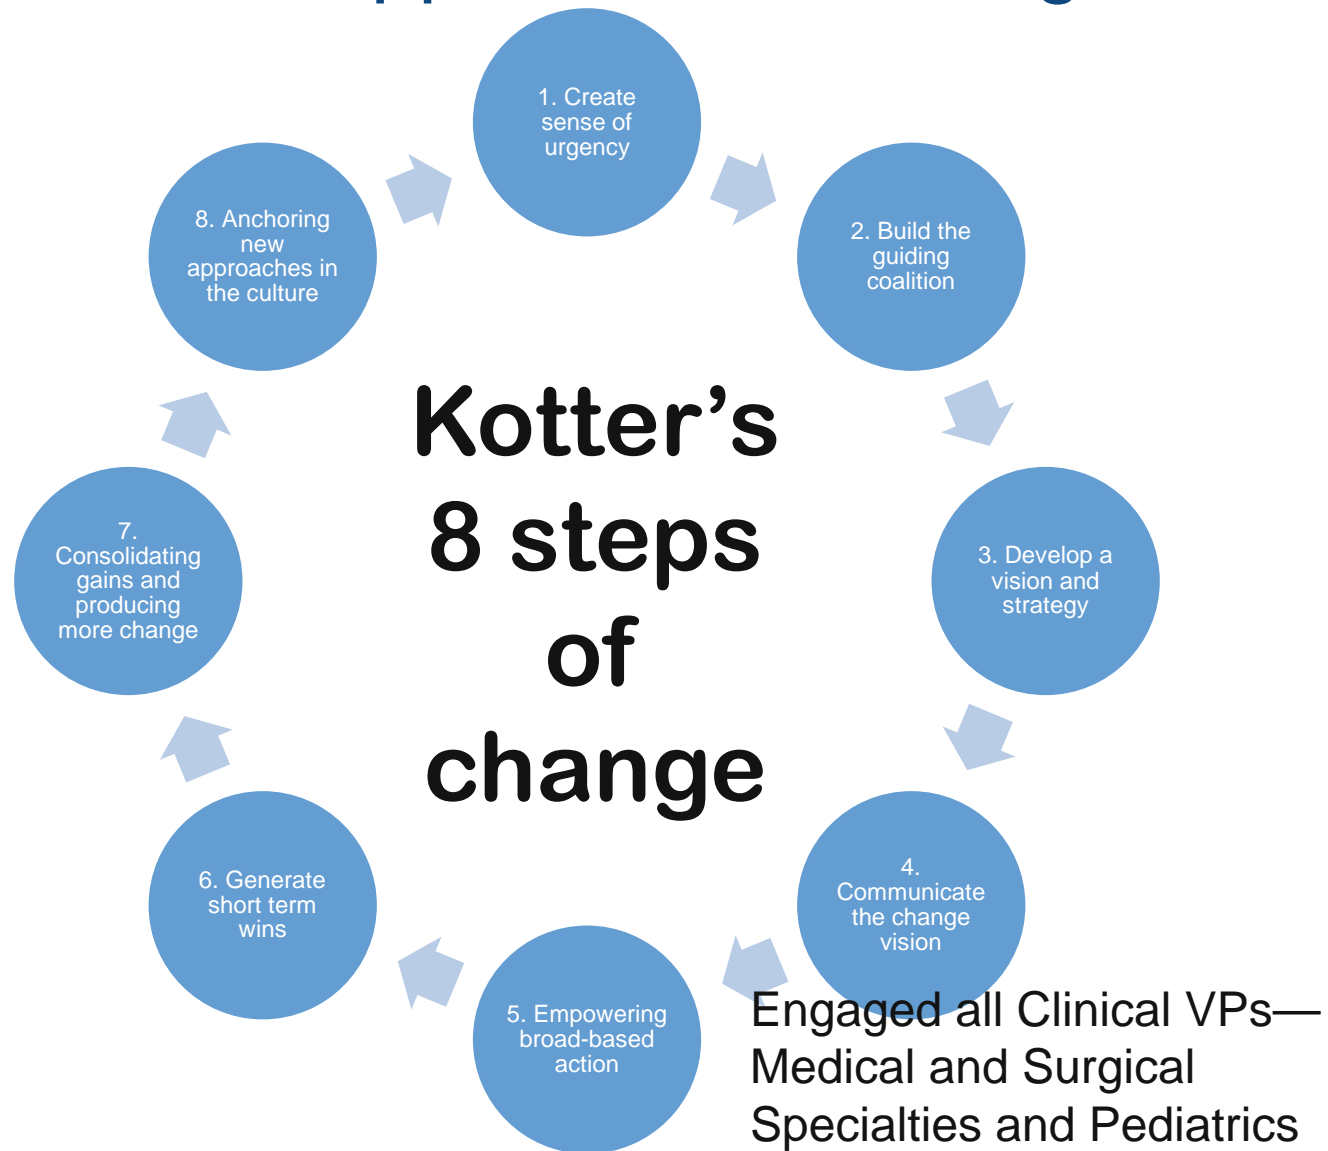 1. Create
sense of
urgency
2. Build the
guiding
coalition
3. Develop a
vision and
strategy
4.
Communicate
the change
vision
5. Empowering
broad-based
action
6. Generate
short term
wins
7.
Consolidating
gains and
producing
more change
8. Anchoring
new
approaches in
the culture
Kotter’s
8 steps
of
change
Engaged all Clinical VPs—
Medical and Surgical
Specialties and Pediatrics